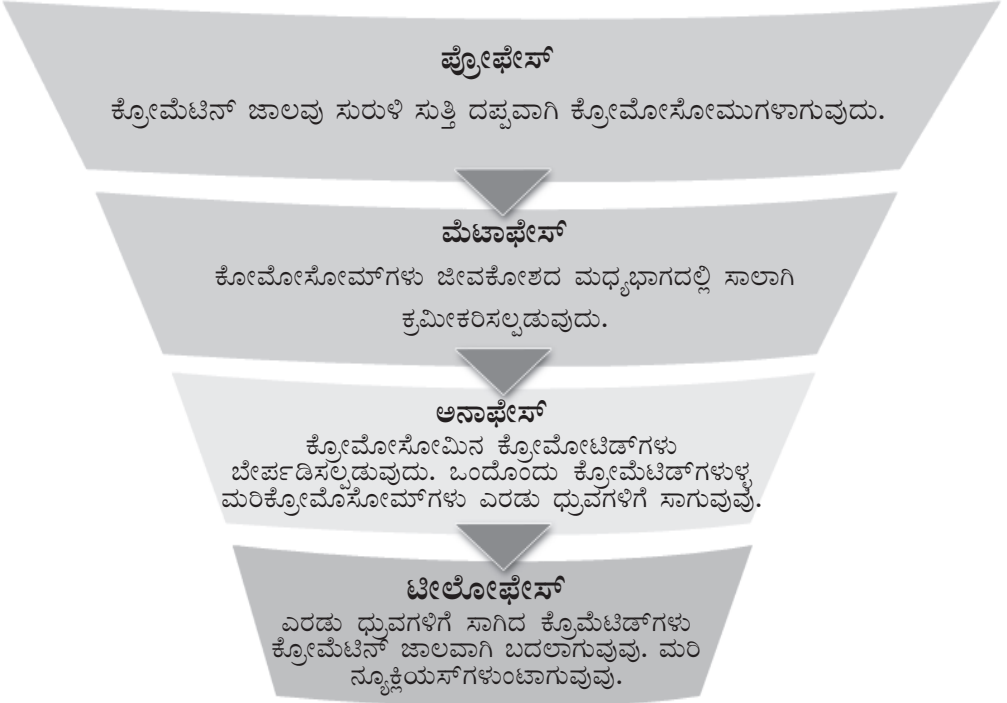 ಪ್ರೋಫೇಸ್
ಕ್ರೋಮೆಟಿನ್ ಜಾಲವು ಸುರುಳಿ ಸುತ್ತಿ ದಪ್ಪವಾಗಿ ಕ್ರೋಮೋಸೋಮುಗಳಾಗುವುದು.
ಮೆಟಾಫೇಸ್
ಕೋಮೋಸೋಮ್‌ಗಳು ಜೀವಕೋಶದ ಮಧ್ಯಭಾಗದಲ್ಲಿ ಸಾಲಾಗಿ
ಕ್ರಮೀಕರಿಸಲ್ಪಡುವುದು.
ಅನಾಫೇಸ್
ಕ್ರೋಮೋಸೋಮಿನ ಕ್ರೋಮೋಟಿಡ್‌ಗಳು
ಬೇರ್ಪಡಿಸಲ್ಪಡುವುದು. ಒಂದೊಂದು ಕ್ರೋಮೆಟಿಡ್‌ಗಳುಳ್ಳ
ಮರಿಕ್ರೋಮೊಸೋಮ್‌ಗಳು ಎರಡು ಧ್ರುವಗಳಿಗೆ ಸಾಗುವುವು.
ಟೀಲೋಫೇಸ್
ಎರಡು ಧ್ರುವಗಳಿಗೆ ಸಾಗಿದ ಕ್ರೊಮೆಟಿಡ್‌ಗಳು
ಕ್ರೋಮೆಟಿನ್ ಜಾಲವಾಗಿ ಬದಲಾಗುವುವು. ಮರಿ
ನ್ಯೂಕ್ಲಿಯಸ್‌ಗಳುಂಟಾಗುವುವು.